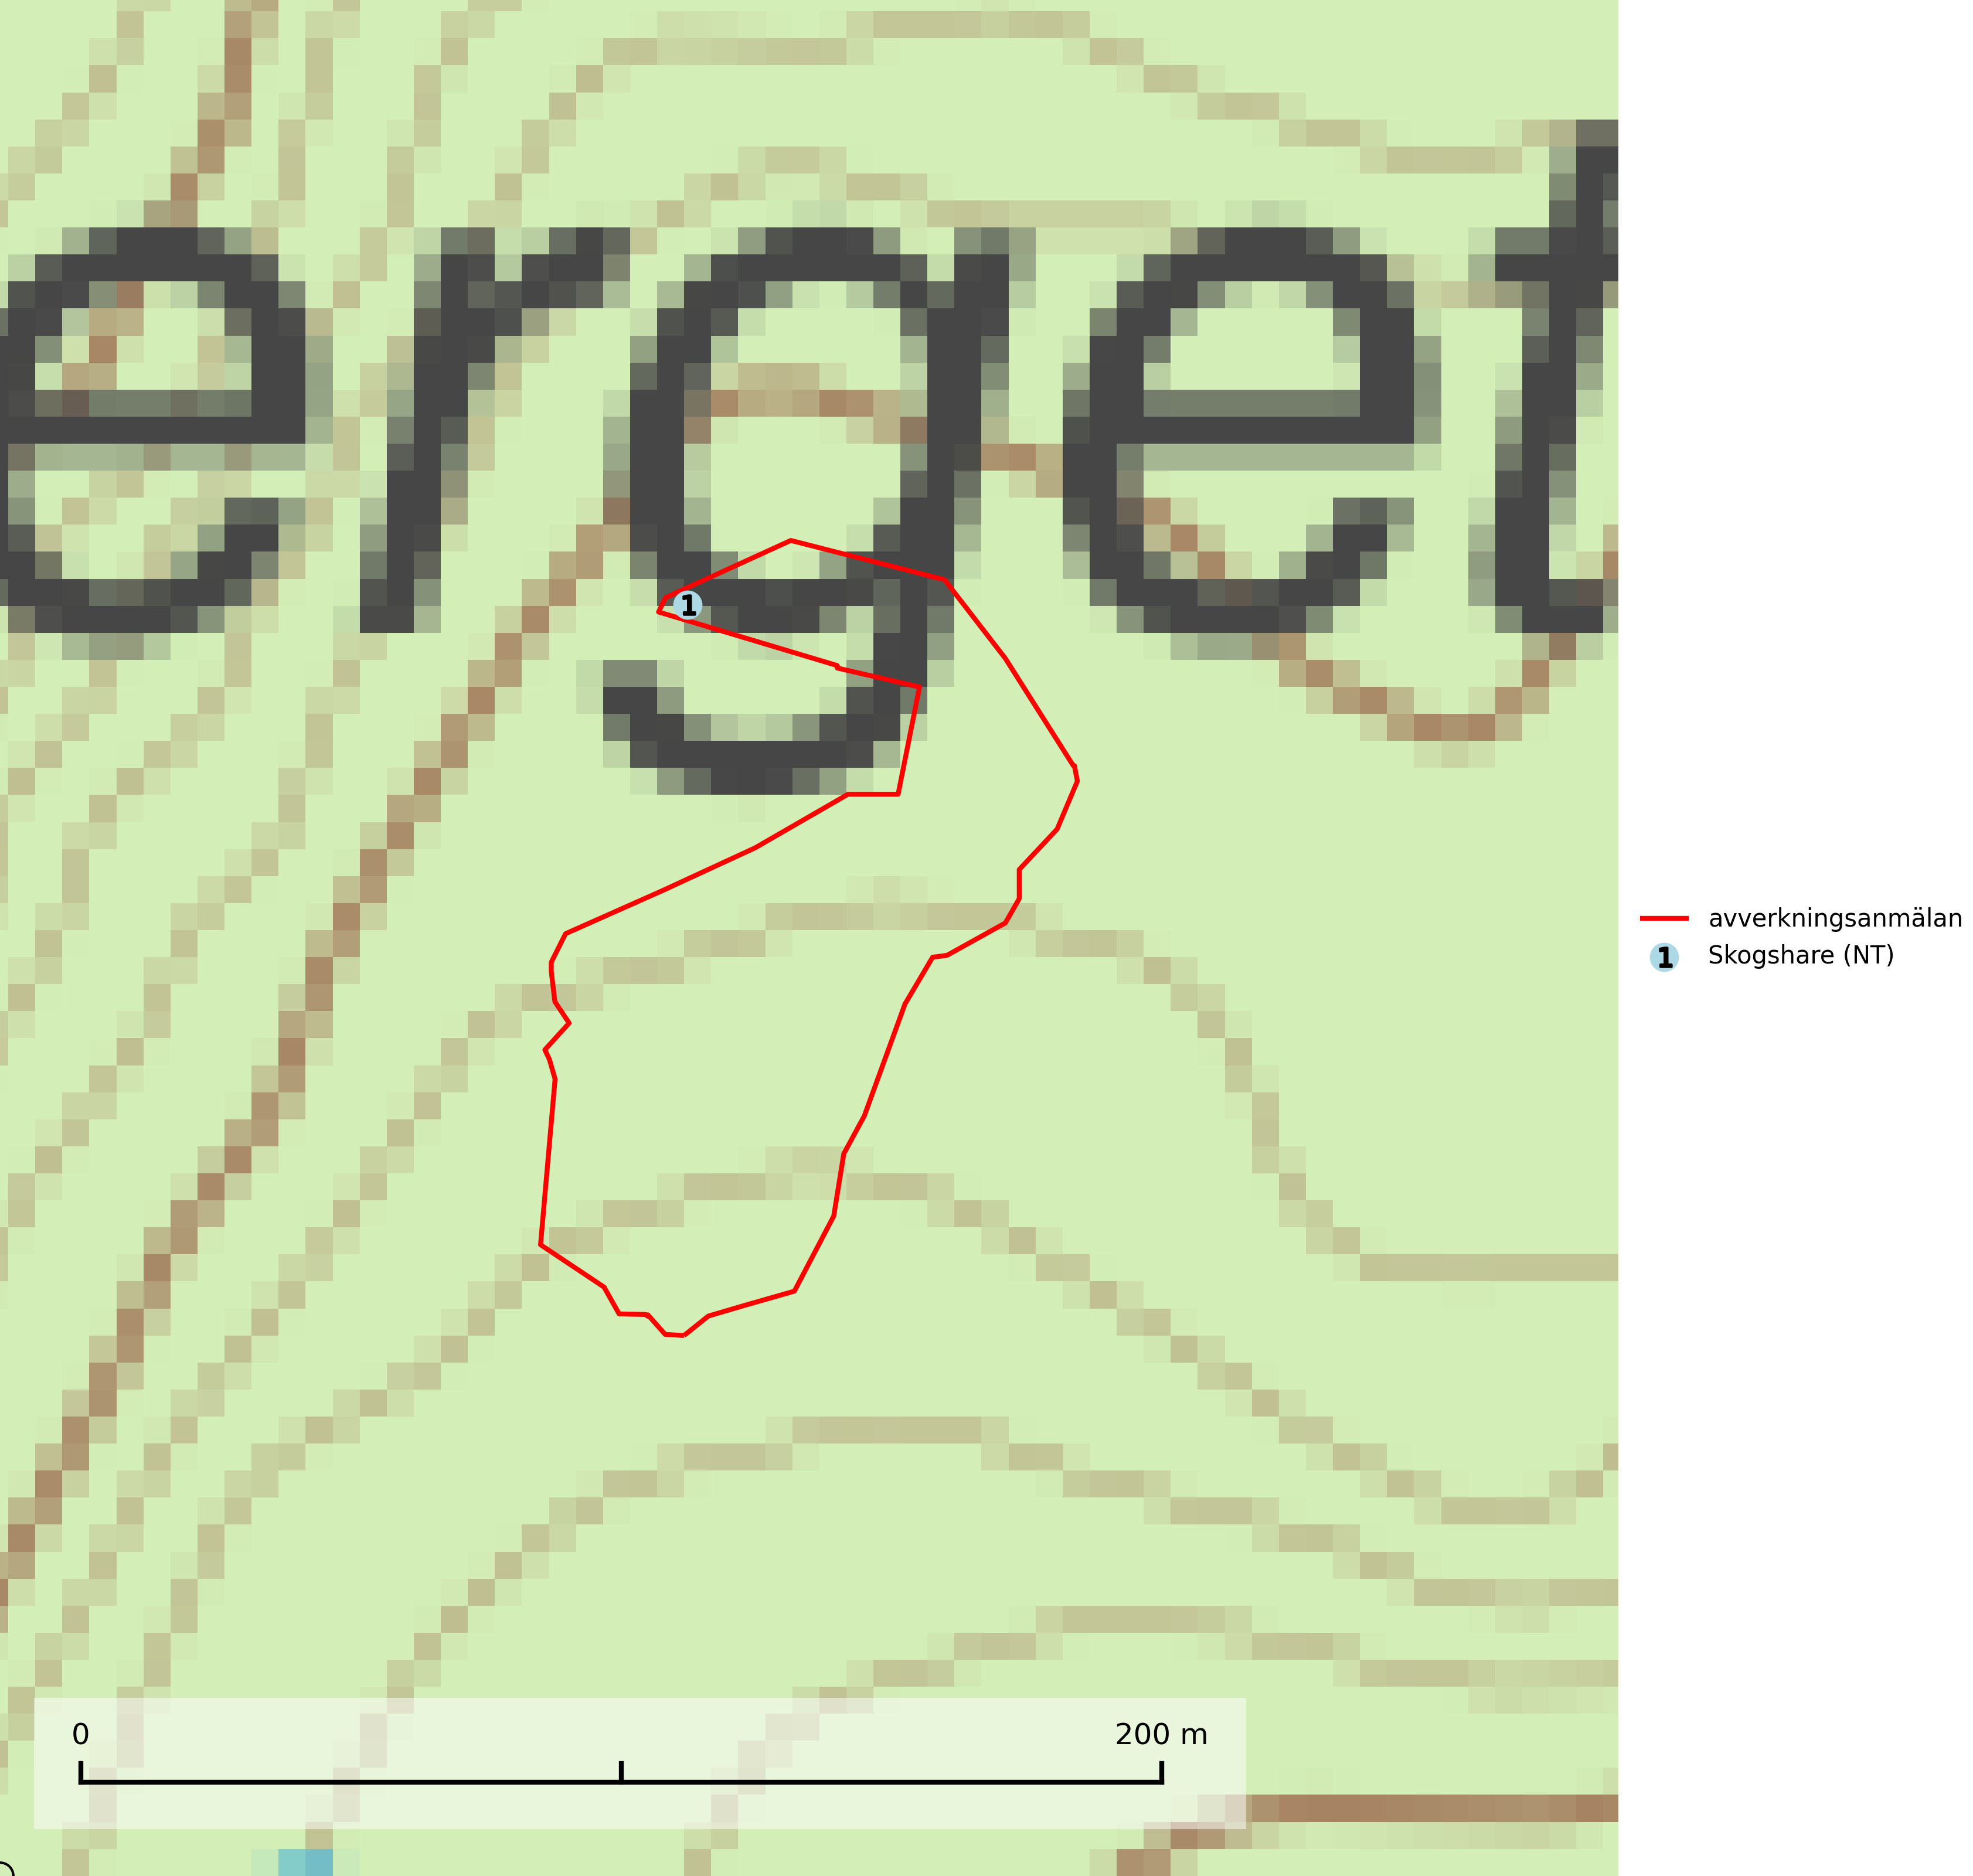 erget
1
avverkningsanmälan
1 Skogshare (NT)
0 200 m